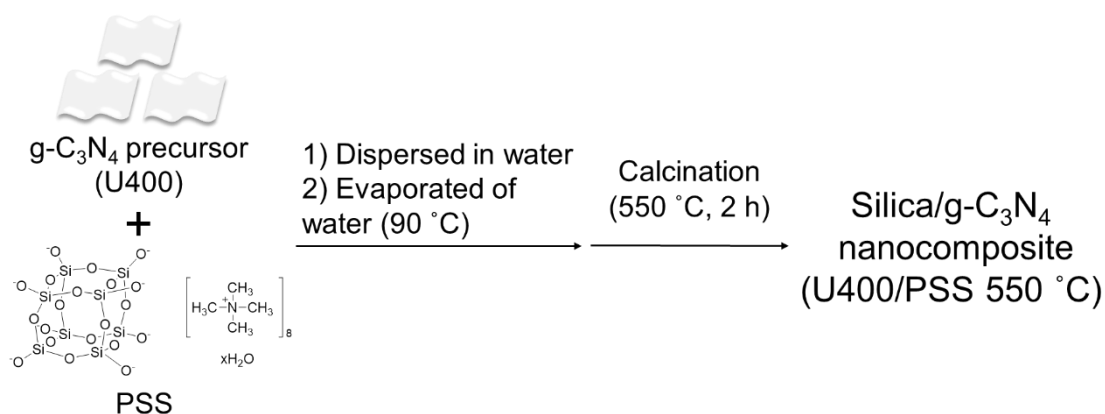 g-C₃N₄ precursor
(U400)
+
⁻O
O⁻
Si
O
Si
O
O
⁻O
Si
O
Si
O⁻
O
O
O
O
O
O
Si
O
Si
O⁻
⁻O
Si
O
Si
O⁻
PSS
CH₃
H₃C
N
+
CH₃
CH₃
8
xH₂O
1) Dispersed in water
2) Evaporated of
water (90 ˚C)
Calcination
(550 ˚C, 2 h)
Silica/g-C₃N₄
nanocomposite
(U400/PSS 550 ˚C)